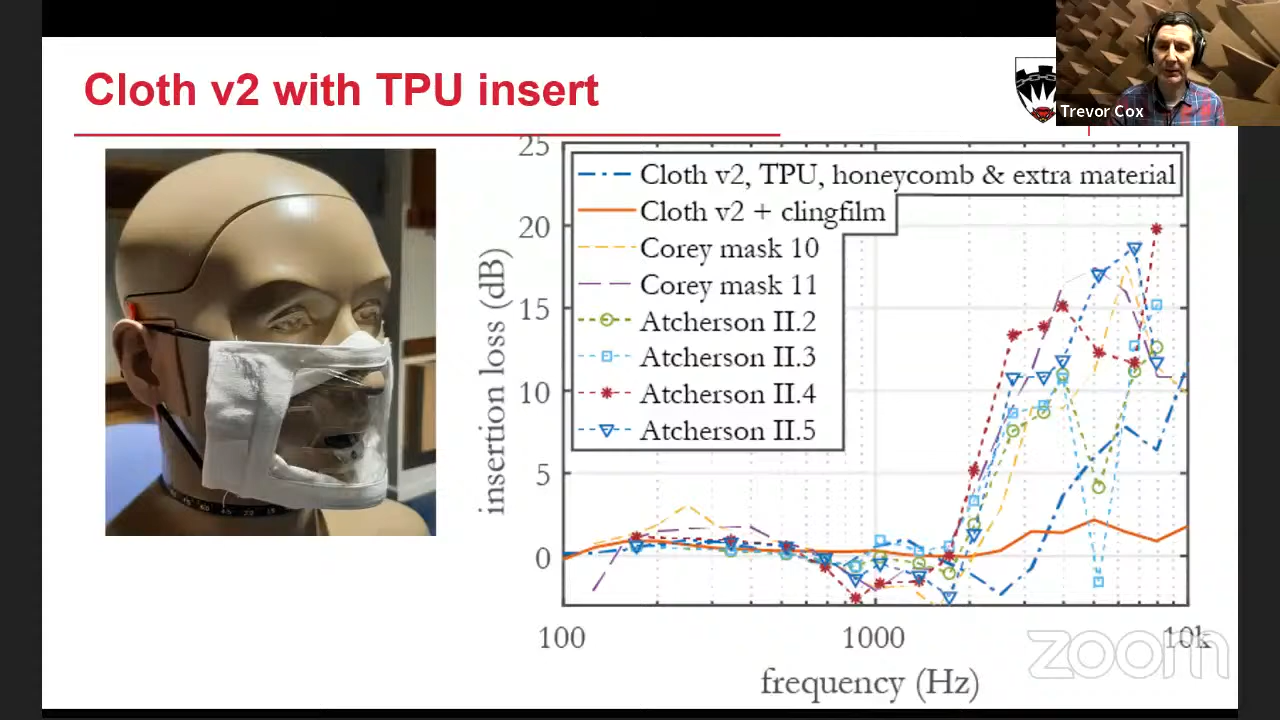 Cloth v2 with TPU insert
Trevor Cox
25
20
15
10
5
0
insertion loss (dB)
Cloth v2, TPU, honeycomb & extra material
Cloth v2 + clingfilm
Corey mask 10
Corey mask 11
Atcherson II.2
Atcherson II.3
Atcherson II.4
Atcherson II.5
100
1000
10k
frequency (Hz)
zoom